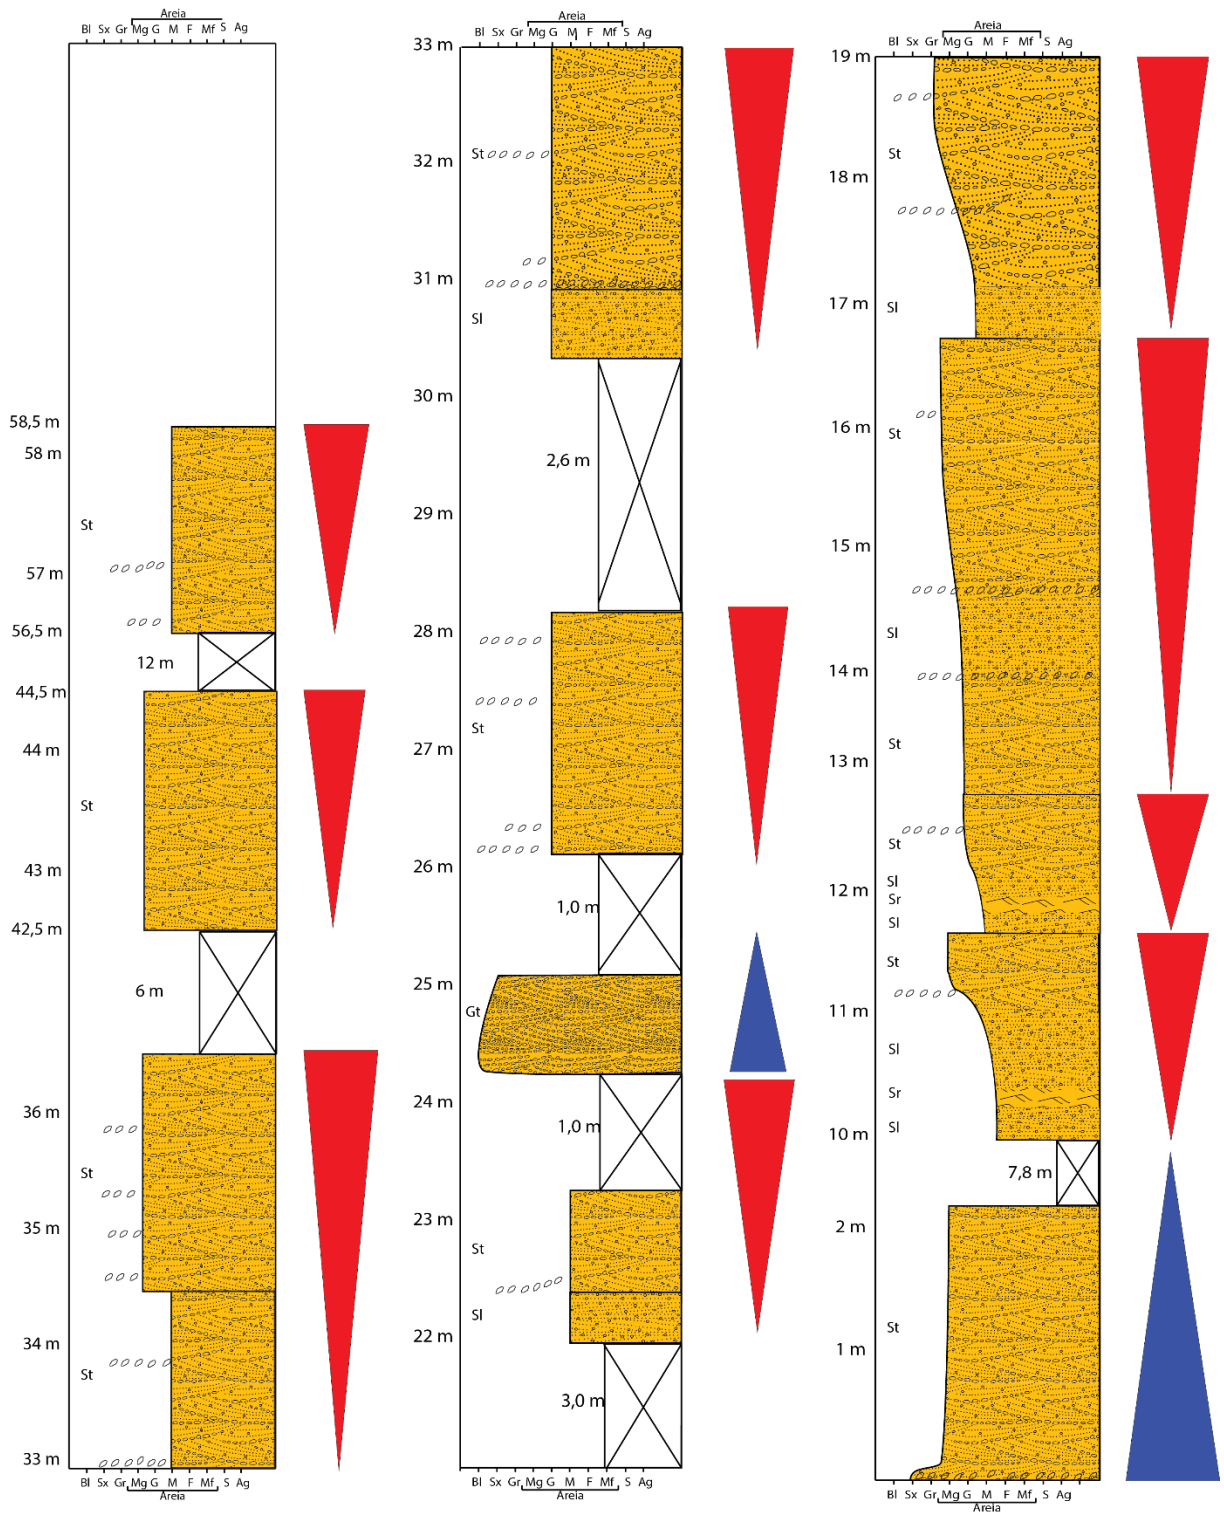 Areia
Bl Sx Gr Mg G M F Mf S Ag
58,5 m
58 m
St
57 m
56,5 m
12 m
44,5 m
44 m
St
43 m
42,5 m
6 m
36 m
St
35 m
34 m
St
33 m
Bl Sx Gr Mg G M F Mf S Ag
Areia
Areia
Bl Sx Gr Mg G M F Mf S Ag
33 m
St
32 m
31 m
Sl
30 m
2,6 m
29 m
28 m
St
27 m
26 m
1,0 m
25 m
Gt
24 m
1,0 m
23 m
St
Sl
22 m
3,0 m
Bl Sx Gr Mg G M F Mf S Ag
Areia
Areia
Bl Sx Gr Mg G M F Mf S Ag
19 m
St
18 m
17 m
Sl
16 m
St
15 m
Sl
14 m
St
13 m
St
Sl
12 m
Sr
Sl
St
11 m
Sl
Sr
Sl
10 m
7,8 m
2 m
St
1 m
Bl Sx Gr Mg G M F Mf S Ag
Areia